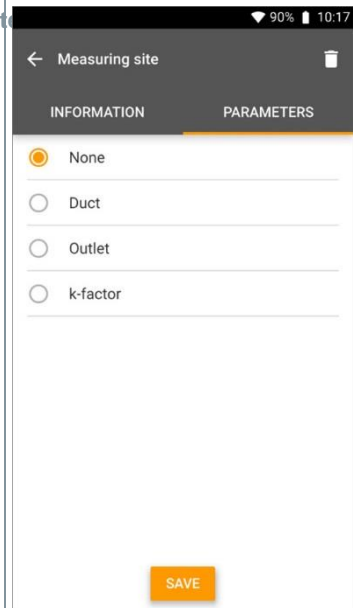 90% 10:17
Measuring site
INFORMATION PARAMETERS
None
Duct
Outlet
k-factor
SAVE